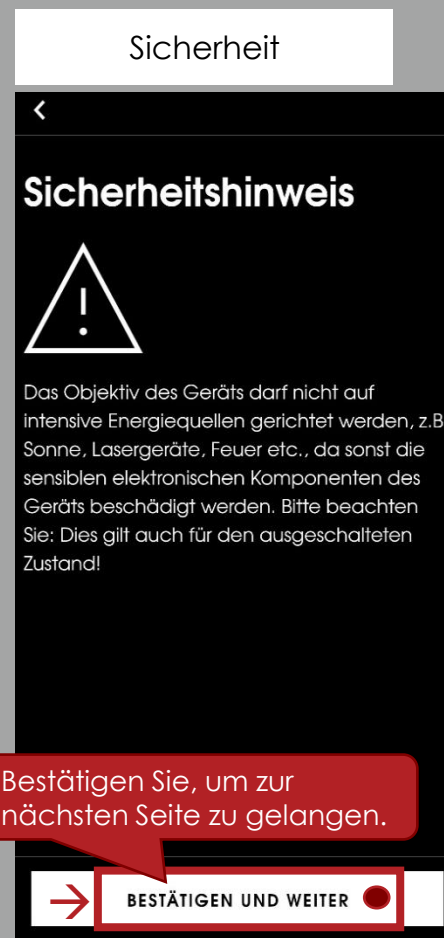 Sicherheit
Sicherheitshinweis
Das Objektiv des Geräts darf nicht auf
intensive Energiequellen gerichtet werden, z.B
Sonne, Lasergeräte, Feuer etc., da sonst die
sensiblen elektronischen Komponenten des
Geräts beschädigt werden. Bitte beachten
Sie: Dies gilt auch für den ausgeschalteten
Zustand!
Bestätigen Sie, um zur
nächsten Seite zu gelangen.
BESTÄTIGEN UND WEITER